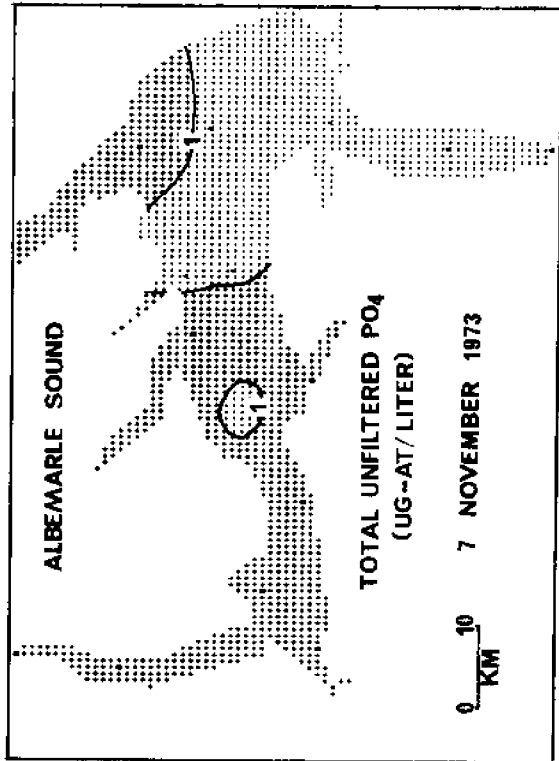 ALBEMARLE SOUND
1
1
TOTAL UNFILTERED PO4
(UG-AT/LITER)
0 10
KM
7 NOVEMBER 1973